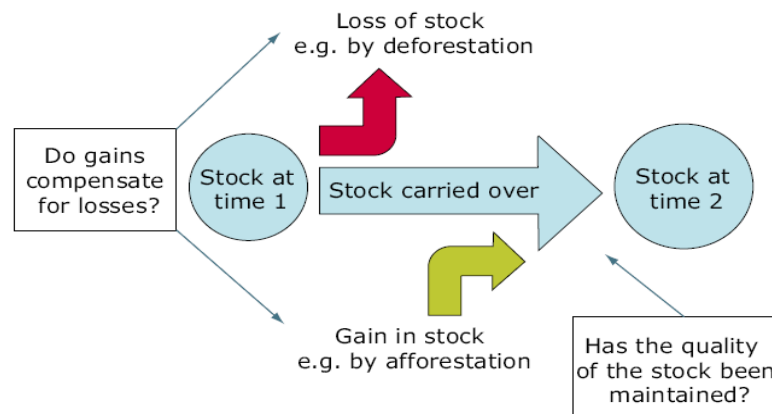 Loss of stock
e.g. by deforestation
Do gains
compensate
for losses?
Stock at
time 1
Stock carried over
Stock at
time 2
Gain in stock
e.g. by afforestation
Has the quality
of the stock been
maintained?